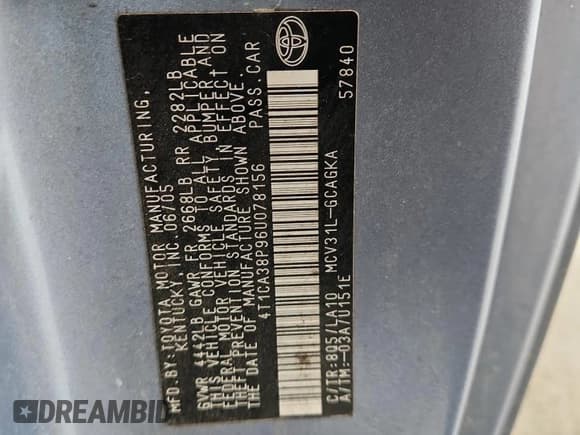 MFD.BY:TOYOTA MOTOR MANUFACTURING,
KENTUCKY, INC.06/05
GVWR 4442LB GAWR FR 2668LB RR 2282LB
THIS VEHICLE CONFORMS TO ALL APPLICABLE
FEDERAL MOTOR VEHICLE SAFETY, BUMPER AND
THEFT PREVENTION STANDARDS IN EFFECT ON
THE DATE OF MANUFACTURE SHOWN ABOVE.
4T1CA38P96U078156 PASS.CAR
C/TR:8Q5/LA10 MCV31L-GCAGKA
A/TM:-03A/U151E 57840
DREAMBID